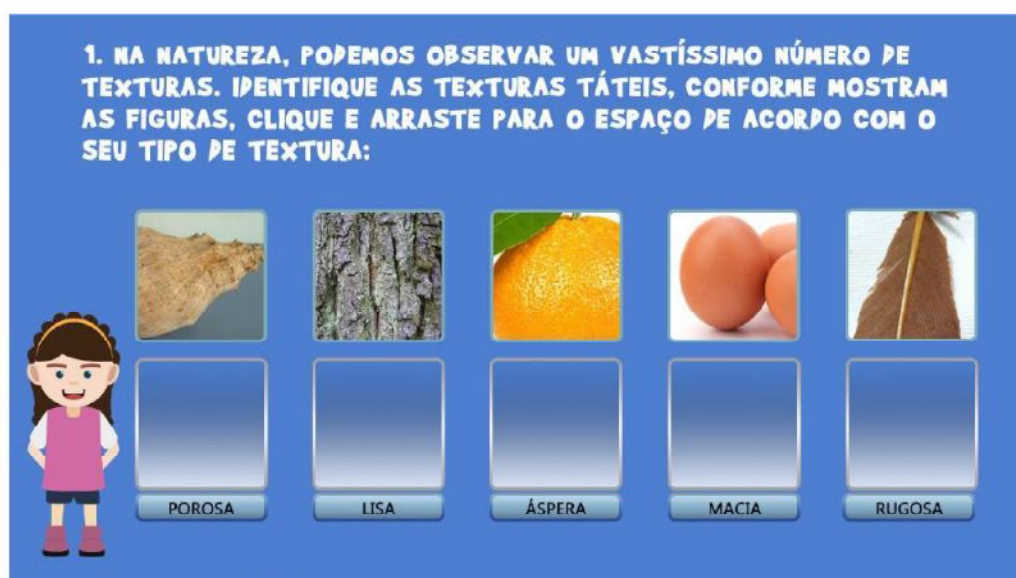 1. NA NATUREZA, PODEMOS OBSERVAR UM VASTÍSSIMO NÚMERO DE
TEXTURAS. IDENTIFIQUE AS TEXTURAS TÁTEIS, CONFORME MOSTRAM
AS FIGURAS, CLIQUE E ARRASTE PARA O ESPAÇO DE ACORDO COM O
SEU TIPO DE TEXTURA:
POROSA
LISA
ÁSPERA
MACIA
RUGOSA